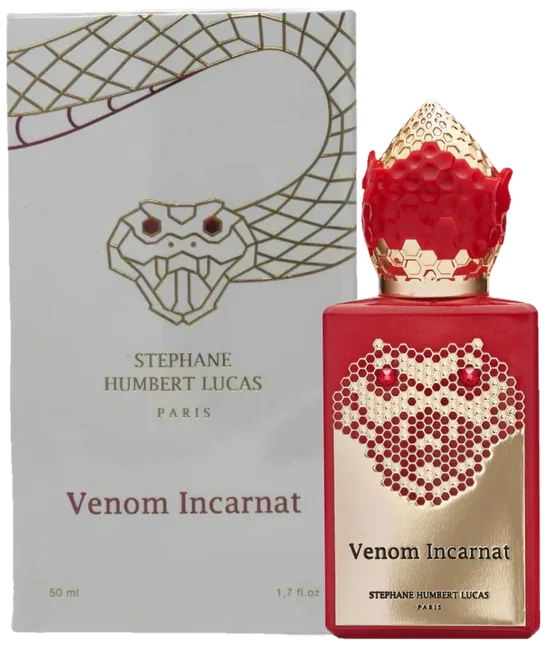 STEPHANE
HUMBERT LUCAS
PARIS
Venom Incarnat
50 ml
1,7 fl.oz
Venom Incarnat
STEPHANE HUMBERT LUCAS
PARIS